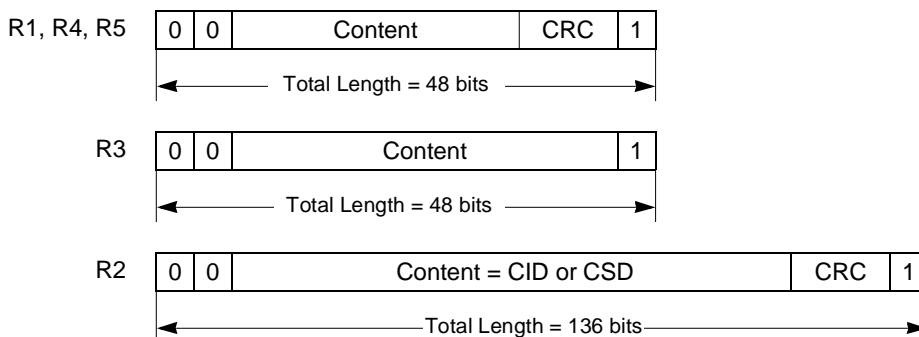 R1, R4, R5 0 0 Content CRC 1
Total Length = 48 bits
R3 0 0 Content 1
Total Length = 48 bits
R2 0 0 Content = CID or CSD CRC 1
Total Length = 136 bits